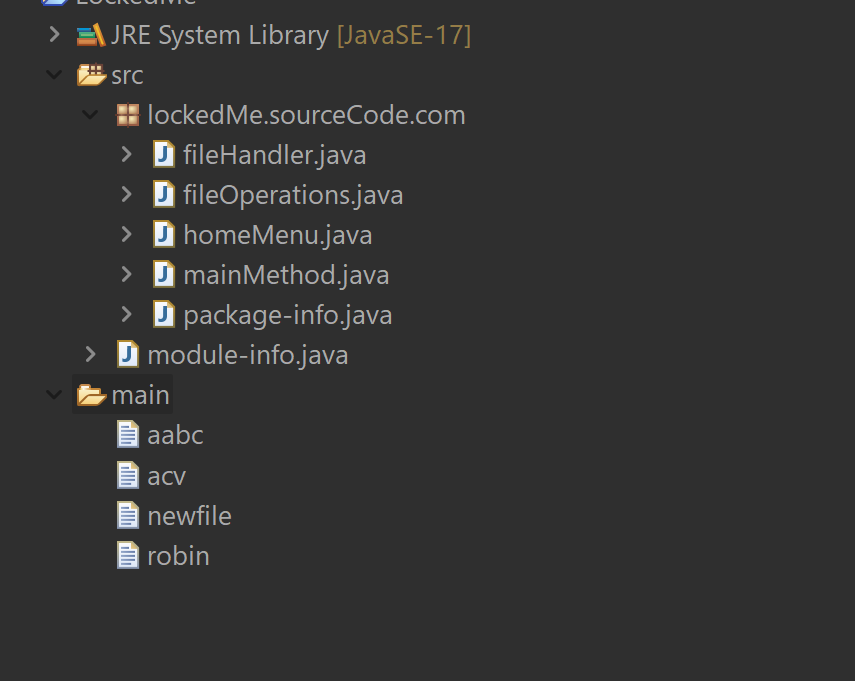 LockedMe
JRE System Library [JavaSE-17]
src
lockedMe.sourceCode.com
fileHandler.java
fileOperations.java
homeMenu.java
mainMethod.java
package-info.java
module-info.java
main
aabc
acv
newfile
robin